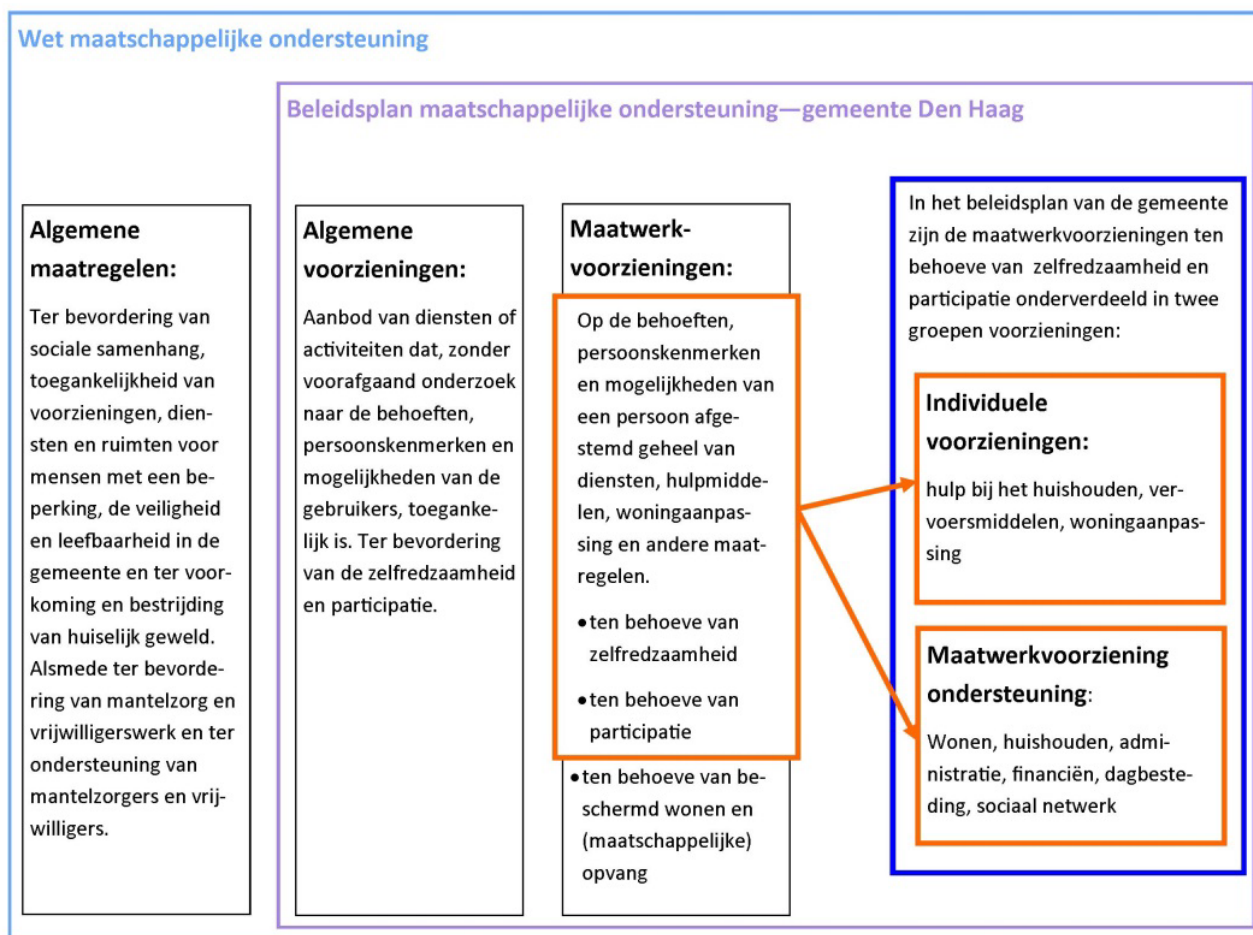 Wet maatschappelijke ondersteuning
Beleidsplan maatschappelijke ondersteuning—gemeente Den Haag
Algemene
maatregelen:
Ter bevordering van
sociale samenhang,
toegankelijkheid van
voorzieningen, dien-
sten en ruimten voor
mensen met een be-
perking, de veiligheid
en leefbaarheid in de
gemeente en ter voor-
koming en bestrijding
van huiselijk geweld.
Alsmede ter bevorde-
ring van mantelzorg en
vrijwilligerswerk en ter
ondersteuning van
mantelzorgers en vrij-
willigers.
Algemene
voorzieningen:
Aanbod van diensten of
activiteiten dat, zonder
voorafgaand onderzoek
naar de behoeften,
persoonskenmerken en
mogelijkheden van de
gebruikers, toeganke-
lijk is. Ter bevordering
van de zelfredzaamheid
en participatie.
Maatwerk-
voorzieningen:
Op de behoeften,
persoonskenmerken
en mogelijkheden van
een persoon afge-
stemd geheel van
diensten, hulpmidde-
len, woningaanpas-
sing en andere maat-
regelen.
•ten behoeve van
zelfredzaamheid
•ten behoeve van
participatie
•ten behoeve van be-
schermd wonen en
(maatschappelijke)
opvang
In het beleidsplan van de gemeente
zijn de maatwerkvoorzieningen ten
behoeve van zelfredzaamheid en
participatie onderverdeeld in twee
groepen voorzieningen:
Individuele
voorzieningen:
hulp bij het huishouden, ver-
voersmiddelen, woningaanpas-
sing
Maatwerkvoorziening
ondersteuning:
Wonen, huishouden, admi-
nistratie, financiën, dagbeste-
ding, sociaal netwerk